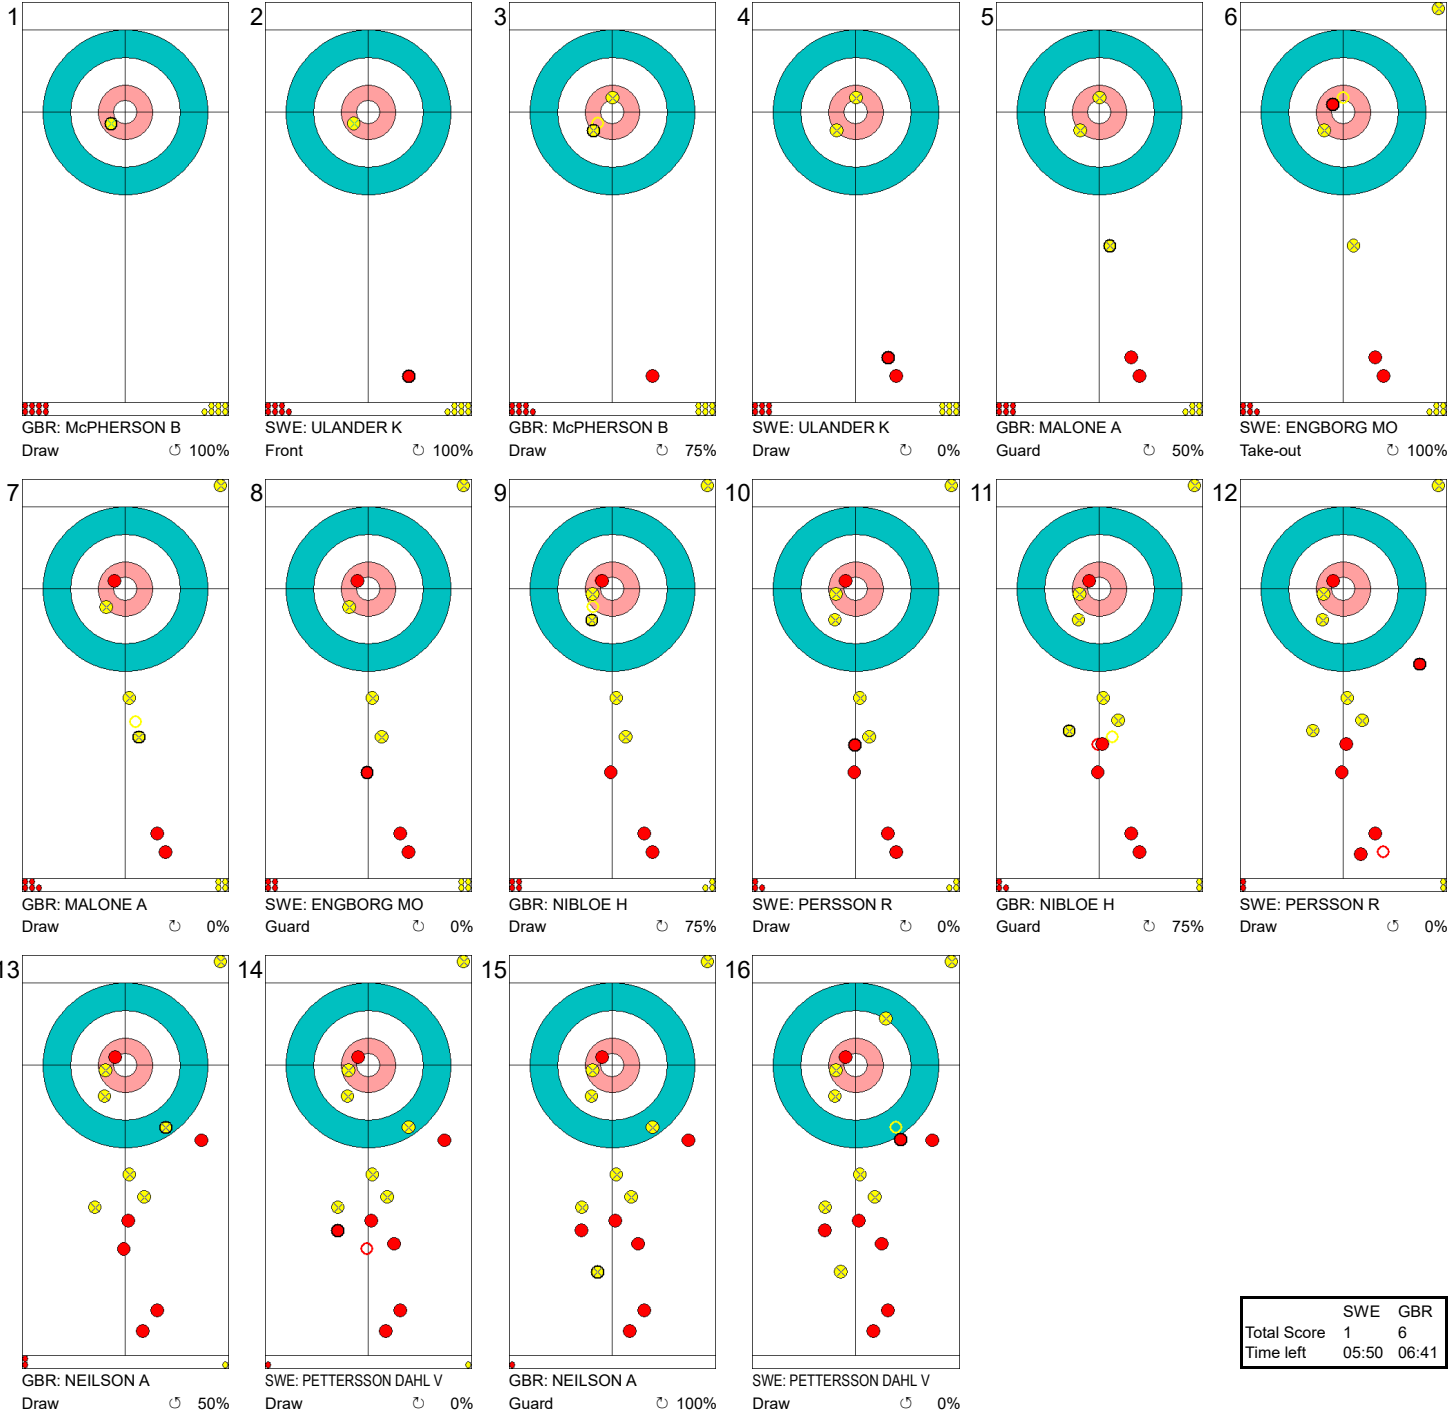 1 2 3 4 5 6
GBR: McPHERSON B SWE: ULANDER K GBR: McPHERSON B SWE: ULANDER K GBR: MALONE A SWE: ENGBORG MO
Draw ↻ 100% Front ↻ 100% Draw ↻ 75% Draw ↻ 0% Guard ↻ 50% Take-out ↻ 100%
7 8 9 10 11 12
GBR: MALONE A SWE: ENGBORG MO GBR: NIBLOE H SWE: PERSSON R GBR: NIBLOE H SWE: PERSSON R
Draw ↻ 0% Guard ↻ 0% Draw ↻ 75% Draw ↻ 0% Guard ↻ 75% Draw ↺ 0%
13 14 15 16
GBR: NEILSON A SWE: PETTERSSON DAHL V GBR: NEILSON A SWE: PETTERSSON DAHL V
Draw ↺ 50% Draw ↻ 0% Guard ↻ 100% Draw ↻ 0%
SWE GBR
Total Score 1 6
Time left 05:50 06:41